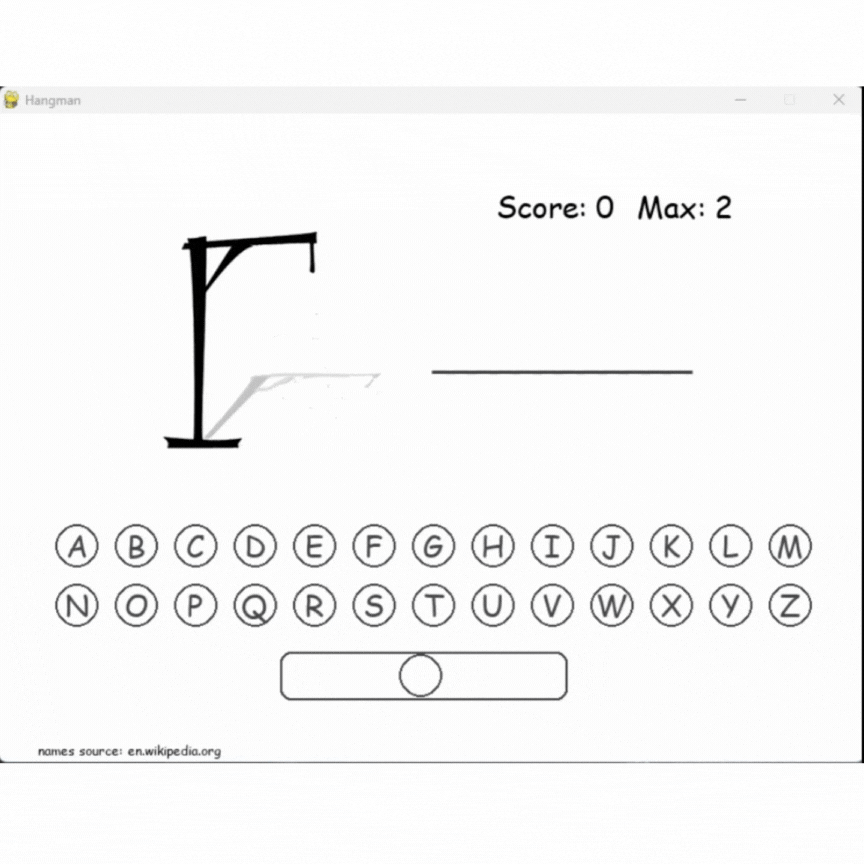 Hangman
Score: 0 Max: 2
A B C D E F G H I J K L M
N O P Q R S T U V W X Y Z
names source: en.wikipedia.org